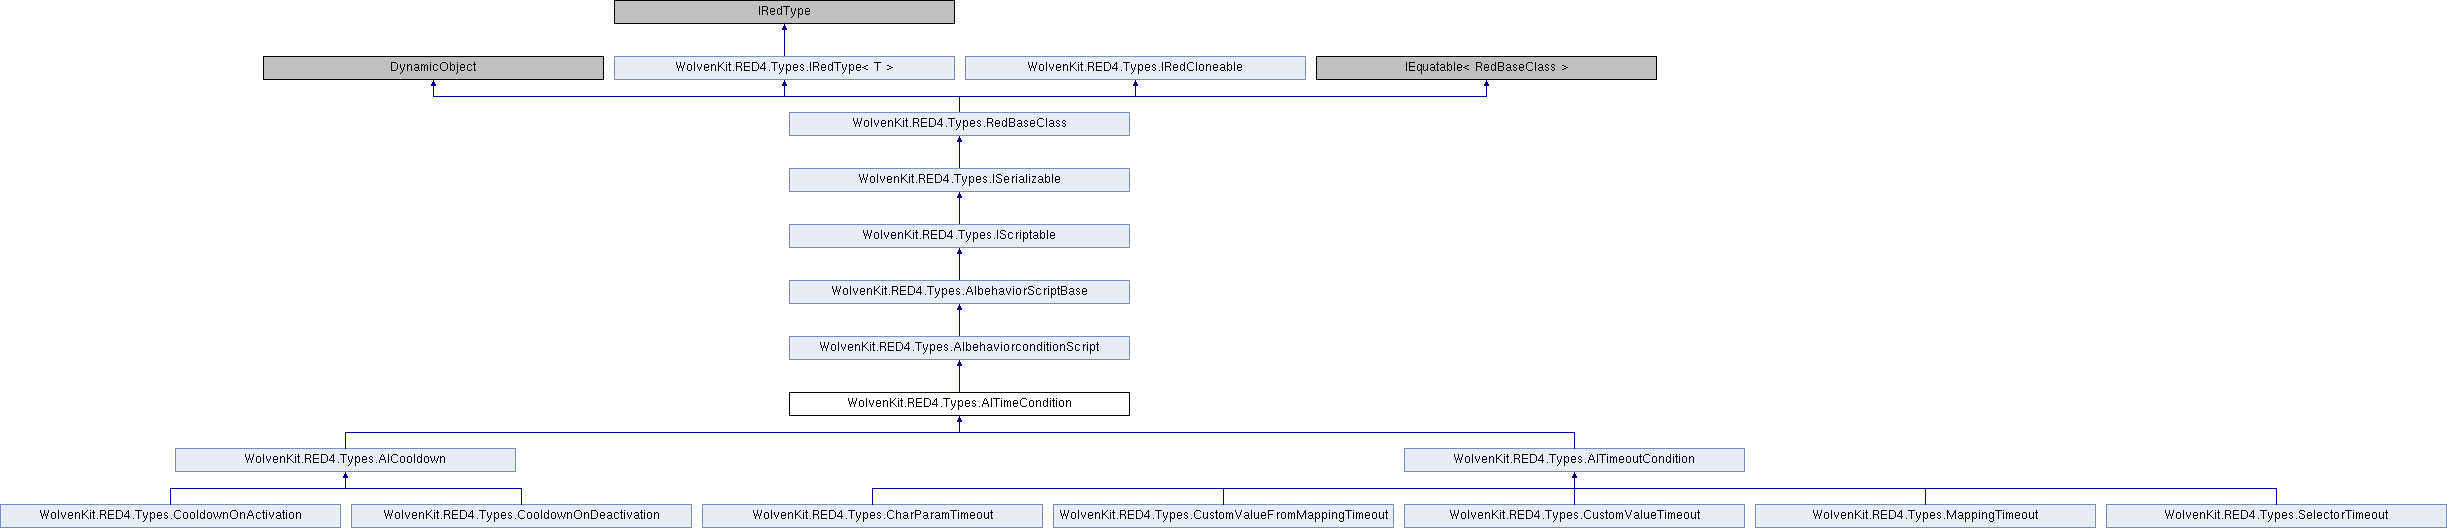 IRedType
DynamicObject
WolvenKit.RED4.Types.IRedType< T >
WolvenKit.RED4.Types.IRedCloneable
IEquatable< RedBaseClass >
WolvenKit.RED4.Types.RedBaseClass
WolvenKit.RED4.Types.ISerializable
WolvenKit.RED4.Types.IScriptable
WolvenKit.RED4.Types.AIbehaviorScriptBase
WolvenKit.RED4.Types.AIbehaviorconditionScript
WolvenKit.RED4.Types.AITimeCondition
WolvenKit.RED4.Types.AICooldown
WolvenKit.RED4.Types.AITimeoutCondition
WolvenKit.RED4.Types.CooldownOnActivation
WolvenKit.RED4.Types.CooldownOnDeactivation
WolvenKit.RED4.Types.CharParamTimeout
WolvenKit.RED4.Types.CustomValueFromMappingTimeout
WolvenKit.RED4.Types.CustomValueTimeout
WolvenKit.RED4.Types.MappingTimeout
WolvenKit.RED4.Types.SelectorTimeout